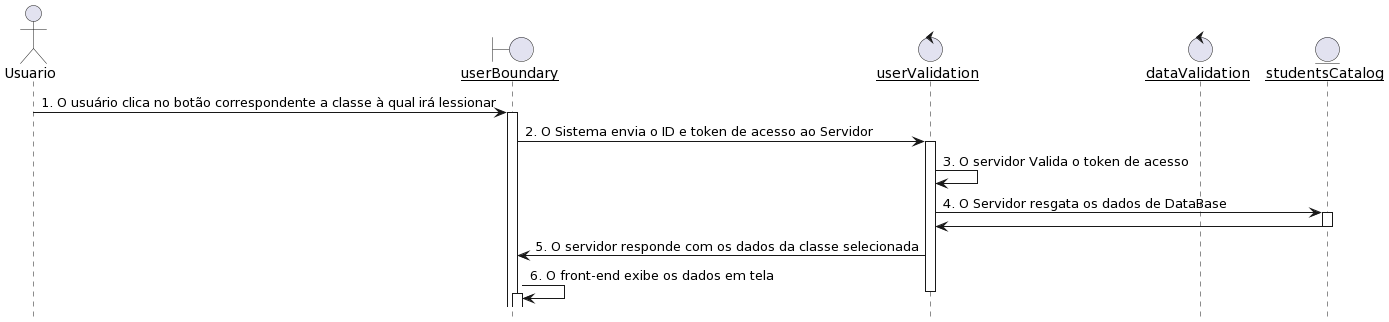 Usuario
userBoundary
userValidation
dataValidation
studentsCatalog
1. O usuário clica no botão correspondente a classe à qual irá lessionar
2. O Sistema envia o ID e token de acesso ao Servidor
3. O servidor Valida o token de acesso
4. O Servidor resgata os dados de DataBase
5. O servidor responde com os dados da classe selecionada
6. O front-end exibe os dados em tela